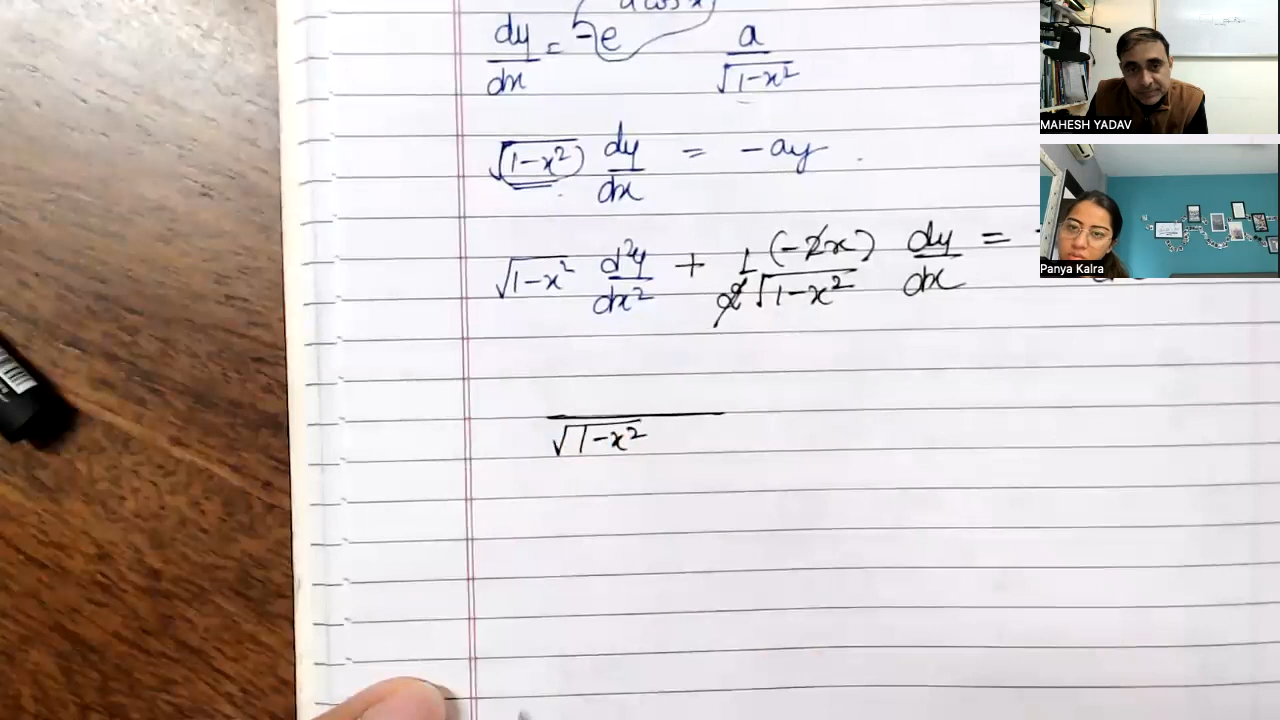 dy/dx = -e^(a cos x) a/√(1-x²)
√(1-x²) dy/dx = -ay .
√(1-x²) d²y/dx² + 1/(2√(1-x²)) (-2x) dy/dx =
√(1-x²)
MAHESH YADAV
Panya Kalra